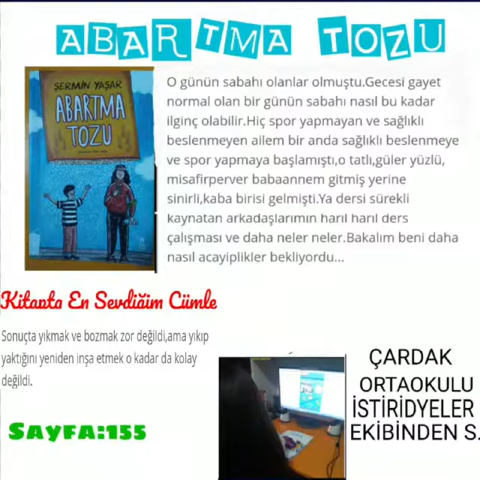 ABARTMA TOZU
ŞERMİN YAŞAR
ABARTMA
TOZU
O günün sabahı olanlar olmuştu.Gecesi gayet
normal olan bir günün sabahı nasıl bu kadar
ilginç olabilir.Hiç spor yapmayan ve sağlıklı
beslenmeyen ailem bir anda sağlıklı beslenmeye
ve spor yapmaya başlamıştı,o tatlı,güler yüzlü,
misafirperver babaannem gitmiş yerine
sinirli,kaba birisi gelmişti.Ya dersi sürekli
kaynatan arkadaşlarımın harıl harıl ders
çalışması ve daha neler neler.Bakalım beni daha
nasıl acayiplikler bekliyordu...
Kitapta En Sevdiğim Cümle
Sonuçta yıkmak ve bozmak zor değildi,ama yıkıp
yaktığını yeniden inşa etmek o kadar da kolay
değildi.
SAYFA:155
ÇARDAK
ORTAOKULU
İSTİRİDYELER
EKİBİNDEN S.